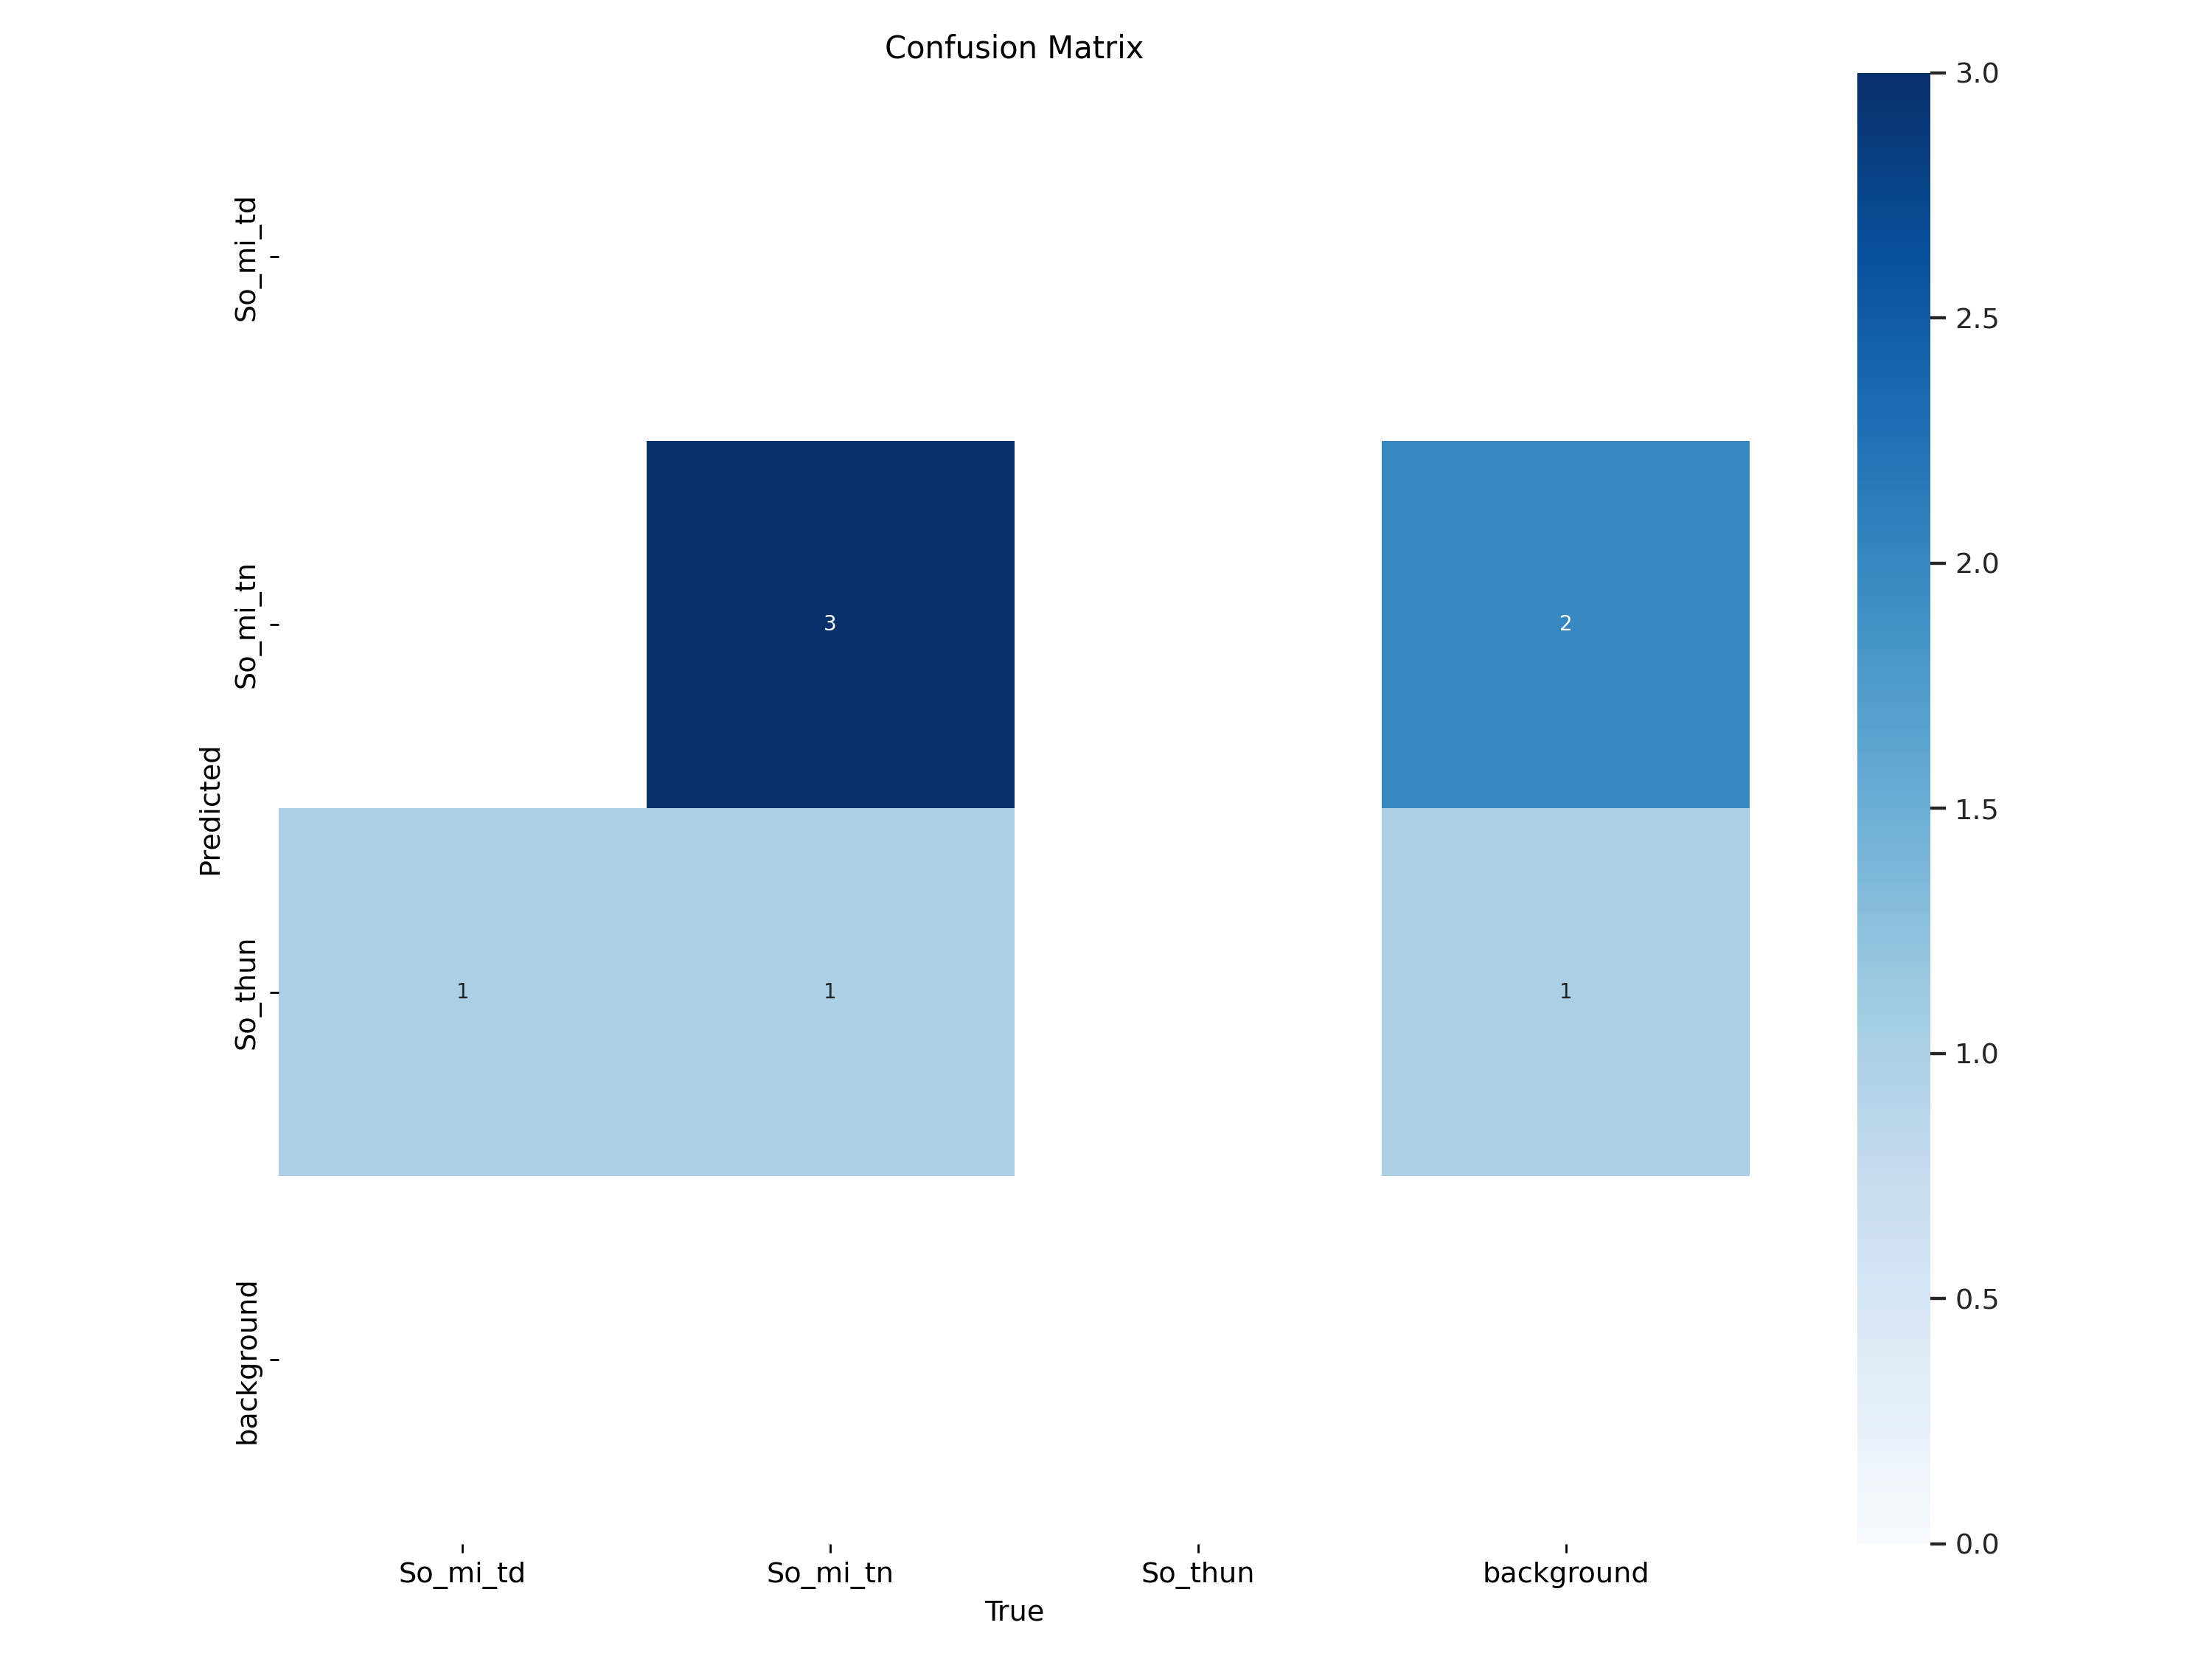 Confusion Matrix
So_mi_td
So_mi_tn
So_thun
background
Predicted
3
2
1
1
1
So_mi_td
So_mi_tn
So_thun
background
True
3.0
2.5
2.0
1.5
1.0
0.5
0.0